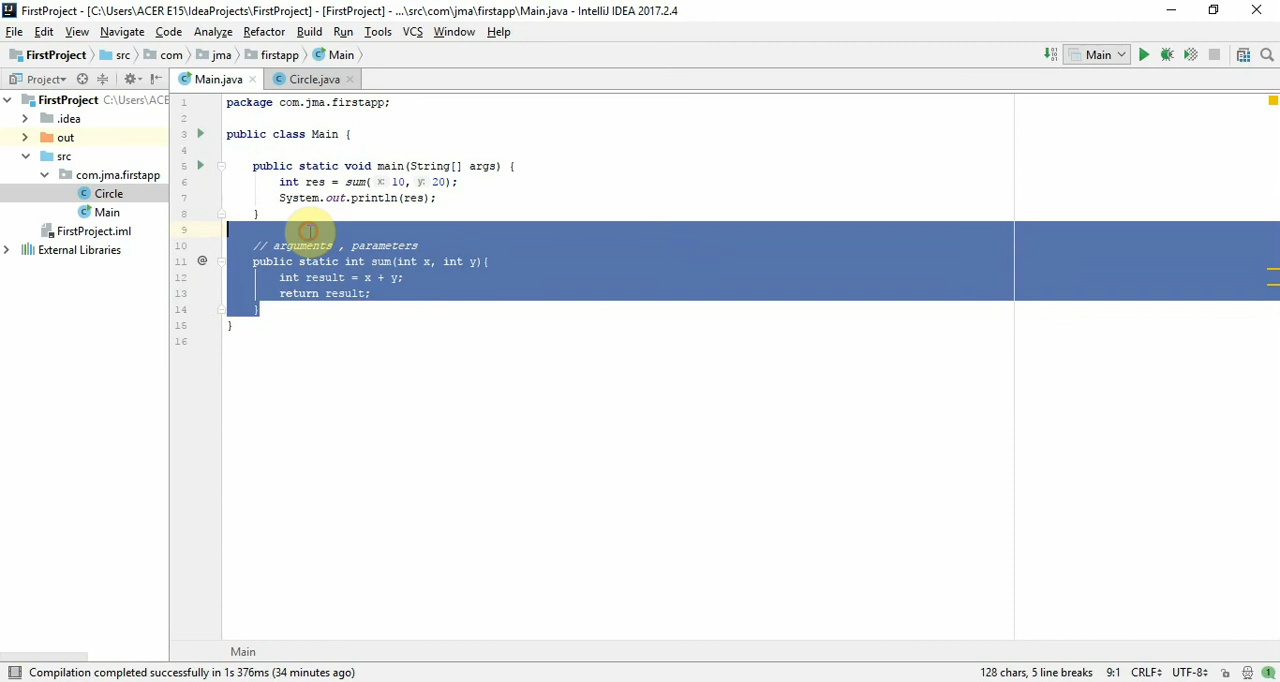 FirstProject - [C:\Users\ACER E15\IdeaProjects\FirstProject] - [FirstProject] - ...\src\com\jma\firstapp\Main.java - IntelliJ IDEA 2017.2.4
File Edit View Navigate Code Analyze Refactor Build Run Tools VCS Window Help
FirstProject src com jma firstapp Main Main
Project Main.java Circle.java
FirstProject C:\Users\ACE
.idea
out
src
com.jma.firstapp
Circle
Main
FirstProject.iml
External Libraries
1 package com.jma.firstapp;
2
3 public class Main {
4
5 public static void main(String[] args) {
6 int res = sum( x: 10, y: 20);
7 System.out.println(res);
8 }
9
10 // arguments , parameters
11 @ public static int sum(int x, int y){
12 int result = x + y;
13 return result;
14 }
15 }
16
Main
Compilation completed successfully in 1s 376ms (34 minutes ago) 128 chars, 5 line breaks 9:1 CRLF UTF-8 1